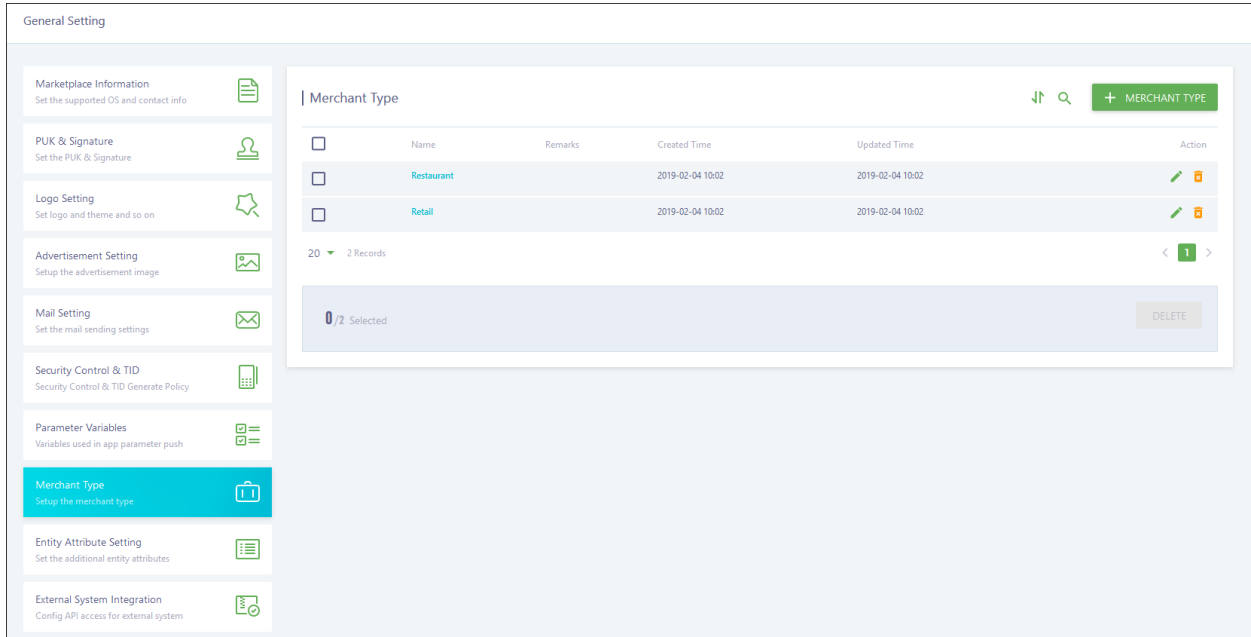 General Setting
Marketplace Information
Set the supported OS and contact info
PUK & Signature
Set the PUK & Signature
Logo Setting
Set logo and theme and so on
Advertisement Setting
Setup the advertisement image
Mail Setting
Set the mail sending settings
Security Control & TID
Security Control & TID Generate Policy
Parameter Variables
Variables used in app parameter push
Merchant Type
Setup the merchant type
Entity Attribute Setting
Set the additional entity attributes
External System Integration
Config API access for external system
Merchant Type
+ MERCHANT TYPE
Name Remarks Created Time Updated Time Action
Restaurant 2019-02-04 10:02 2019-02-04 10:02
Retail 2019-02-04 10:02 2019-02-04 10:02
20 2 Records < 1 >
0/2 Selected DELETE